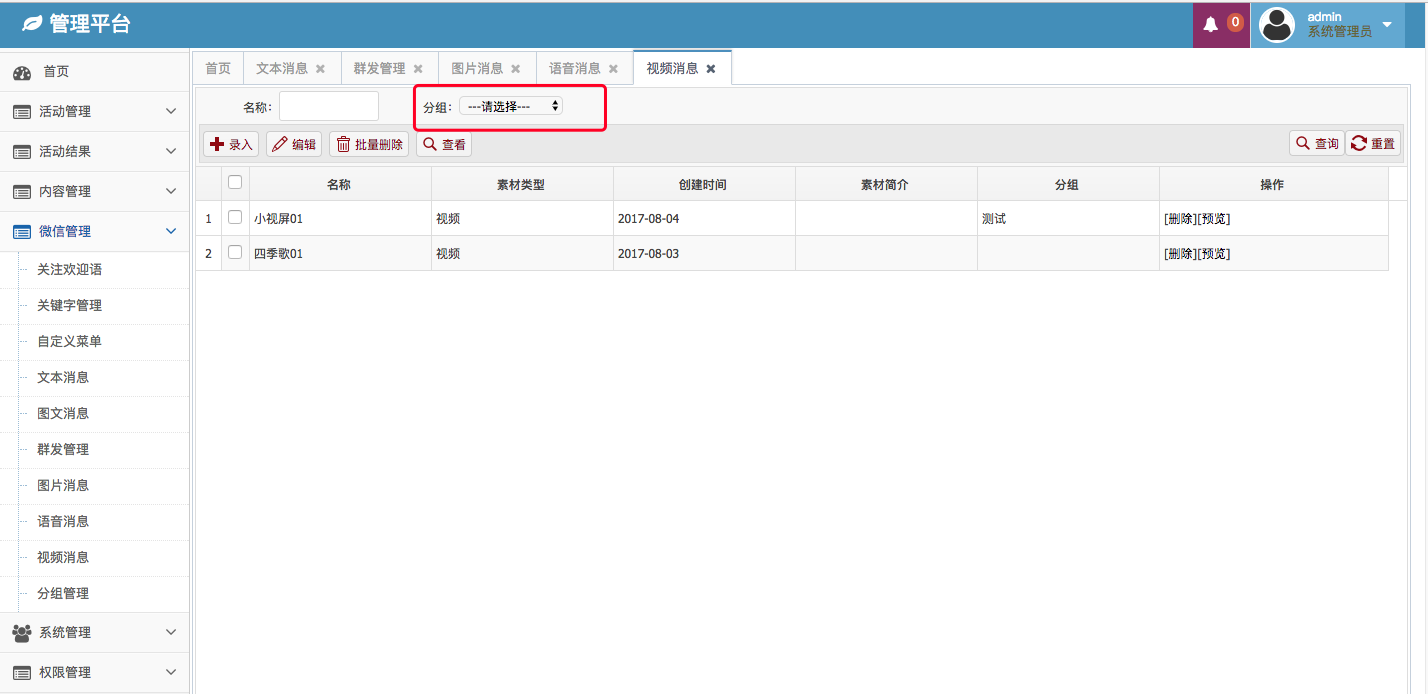 管理平台
0
admin
系统管理员
首页
活动管理
活动结果
内容管理
微信管理
关注欢迎语
关键字管理
自定义菜单
文本消息
图文消息
群发管理
图片消息
语音消息
视频消息
分组管理
系统管理
权限管理
首页 文本消息 群发管理 图片消息 语音消息 视频消息
名称: 分组: ---请选择---
录入 编辑 批量删除 查看 查询 重置
名称 素材类型 创建时间 素材简介 分组 操作
1 小视屏01 视频 2017-08-04 测试 [删除][预览]
2 四季歌01 视频 2017-08-03 [删除][预览]